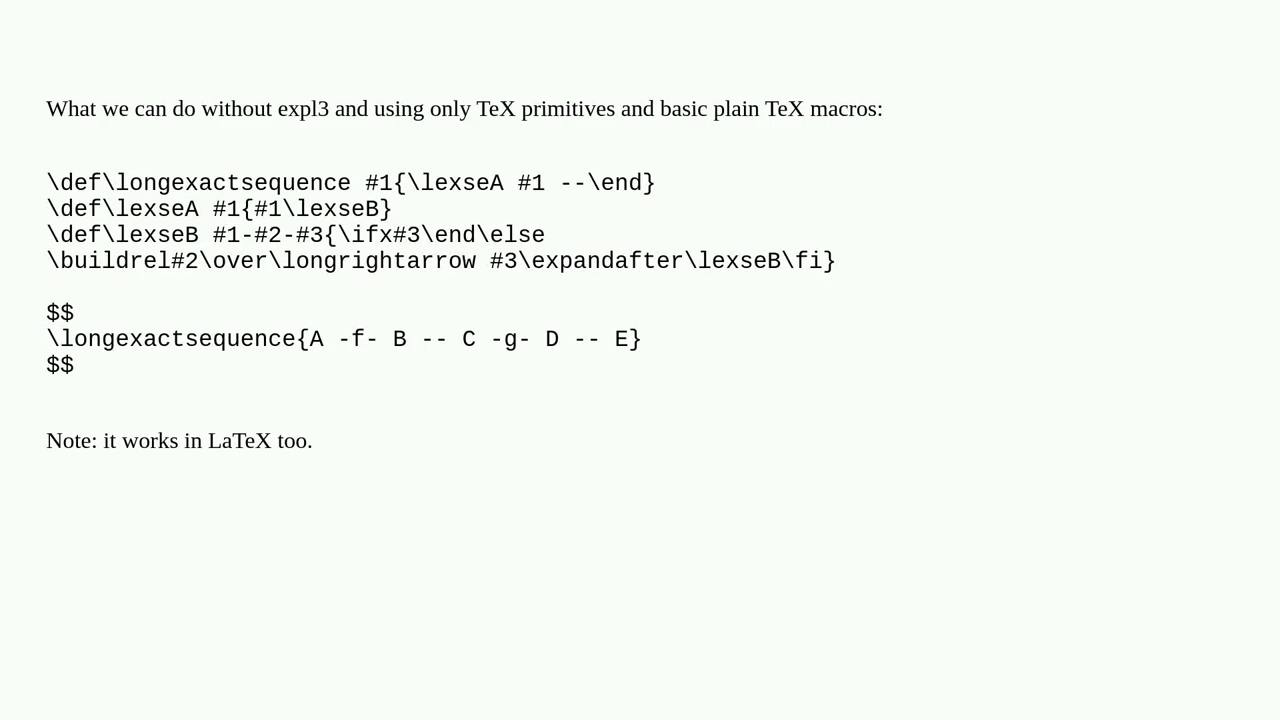 What we can do without expl3 and using only TeX primitives and basic plain TeX macros:
\def\longexactsequence #1{\lexseA #1 --\end}
\def\lexseA #1{#1\lexseB}
\def\lexseB #1-#2-#3{\ifx#3\end\else
\buildrel#2\over\longrightarrow #3\expandafter\lexseB\fi}
$$
\longexactsequence{A -f- B -- C -g- D -- E}
$$
Note: it works in LaTeX too.